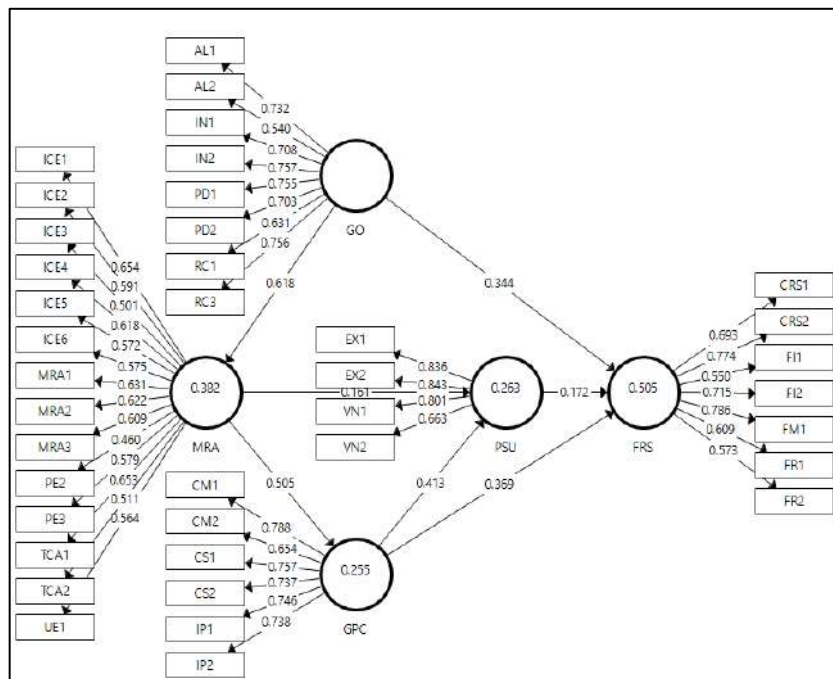 AL1
AL2
IN1
IN2
PD1
PD2
RC1
RC3
0.732
0.540
0.708
0.757
0.755
0.703
0.631
0.756
GO
0.618
0.344
ICE1
ICE2
ICE3
ICE4
ICE5
ICE6
MRA1
MRA2
MRA3
PE2
PE3
TCA1
TCA2
UE1
0.654
0.591
0.501
0.618
0.572
0.575
0.631
0.622
0.609
0.460
0.579
0.653
0.511
0.564
0.382
MRA
0.161
0.505
EX1
EX2
VN1
VN2
0.836
0.843
0.801
0.663
0.263
PSU
0.172
0.413
0.369
CM1
CM2
CS1
CS2
IP1
IP2
0.788
0.654
0.757
0.737
0.746
0.738
0.255
GPC
0.505
FRS
0.693
0.774
0.550
0.715
0.786
0.609
0.573
CRS1
CRS2
FI1
FI2
FM1
FR1
FR2